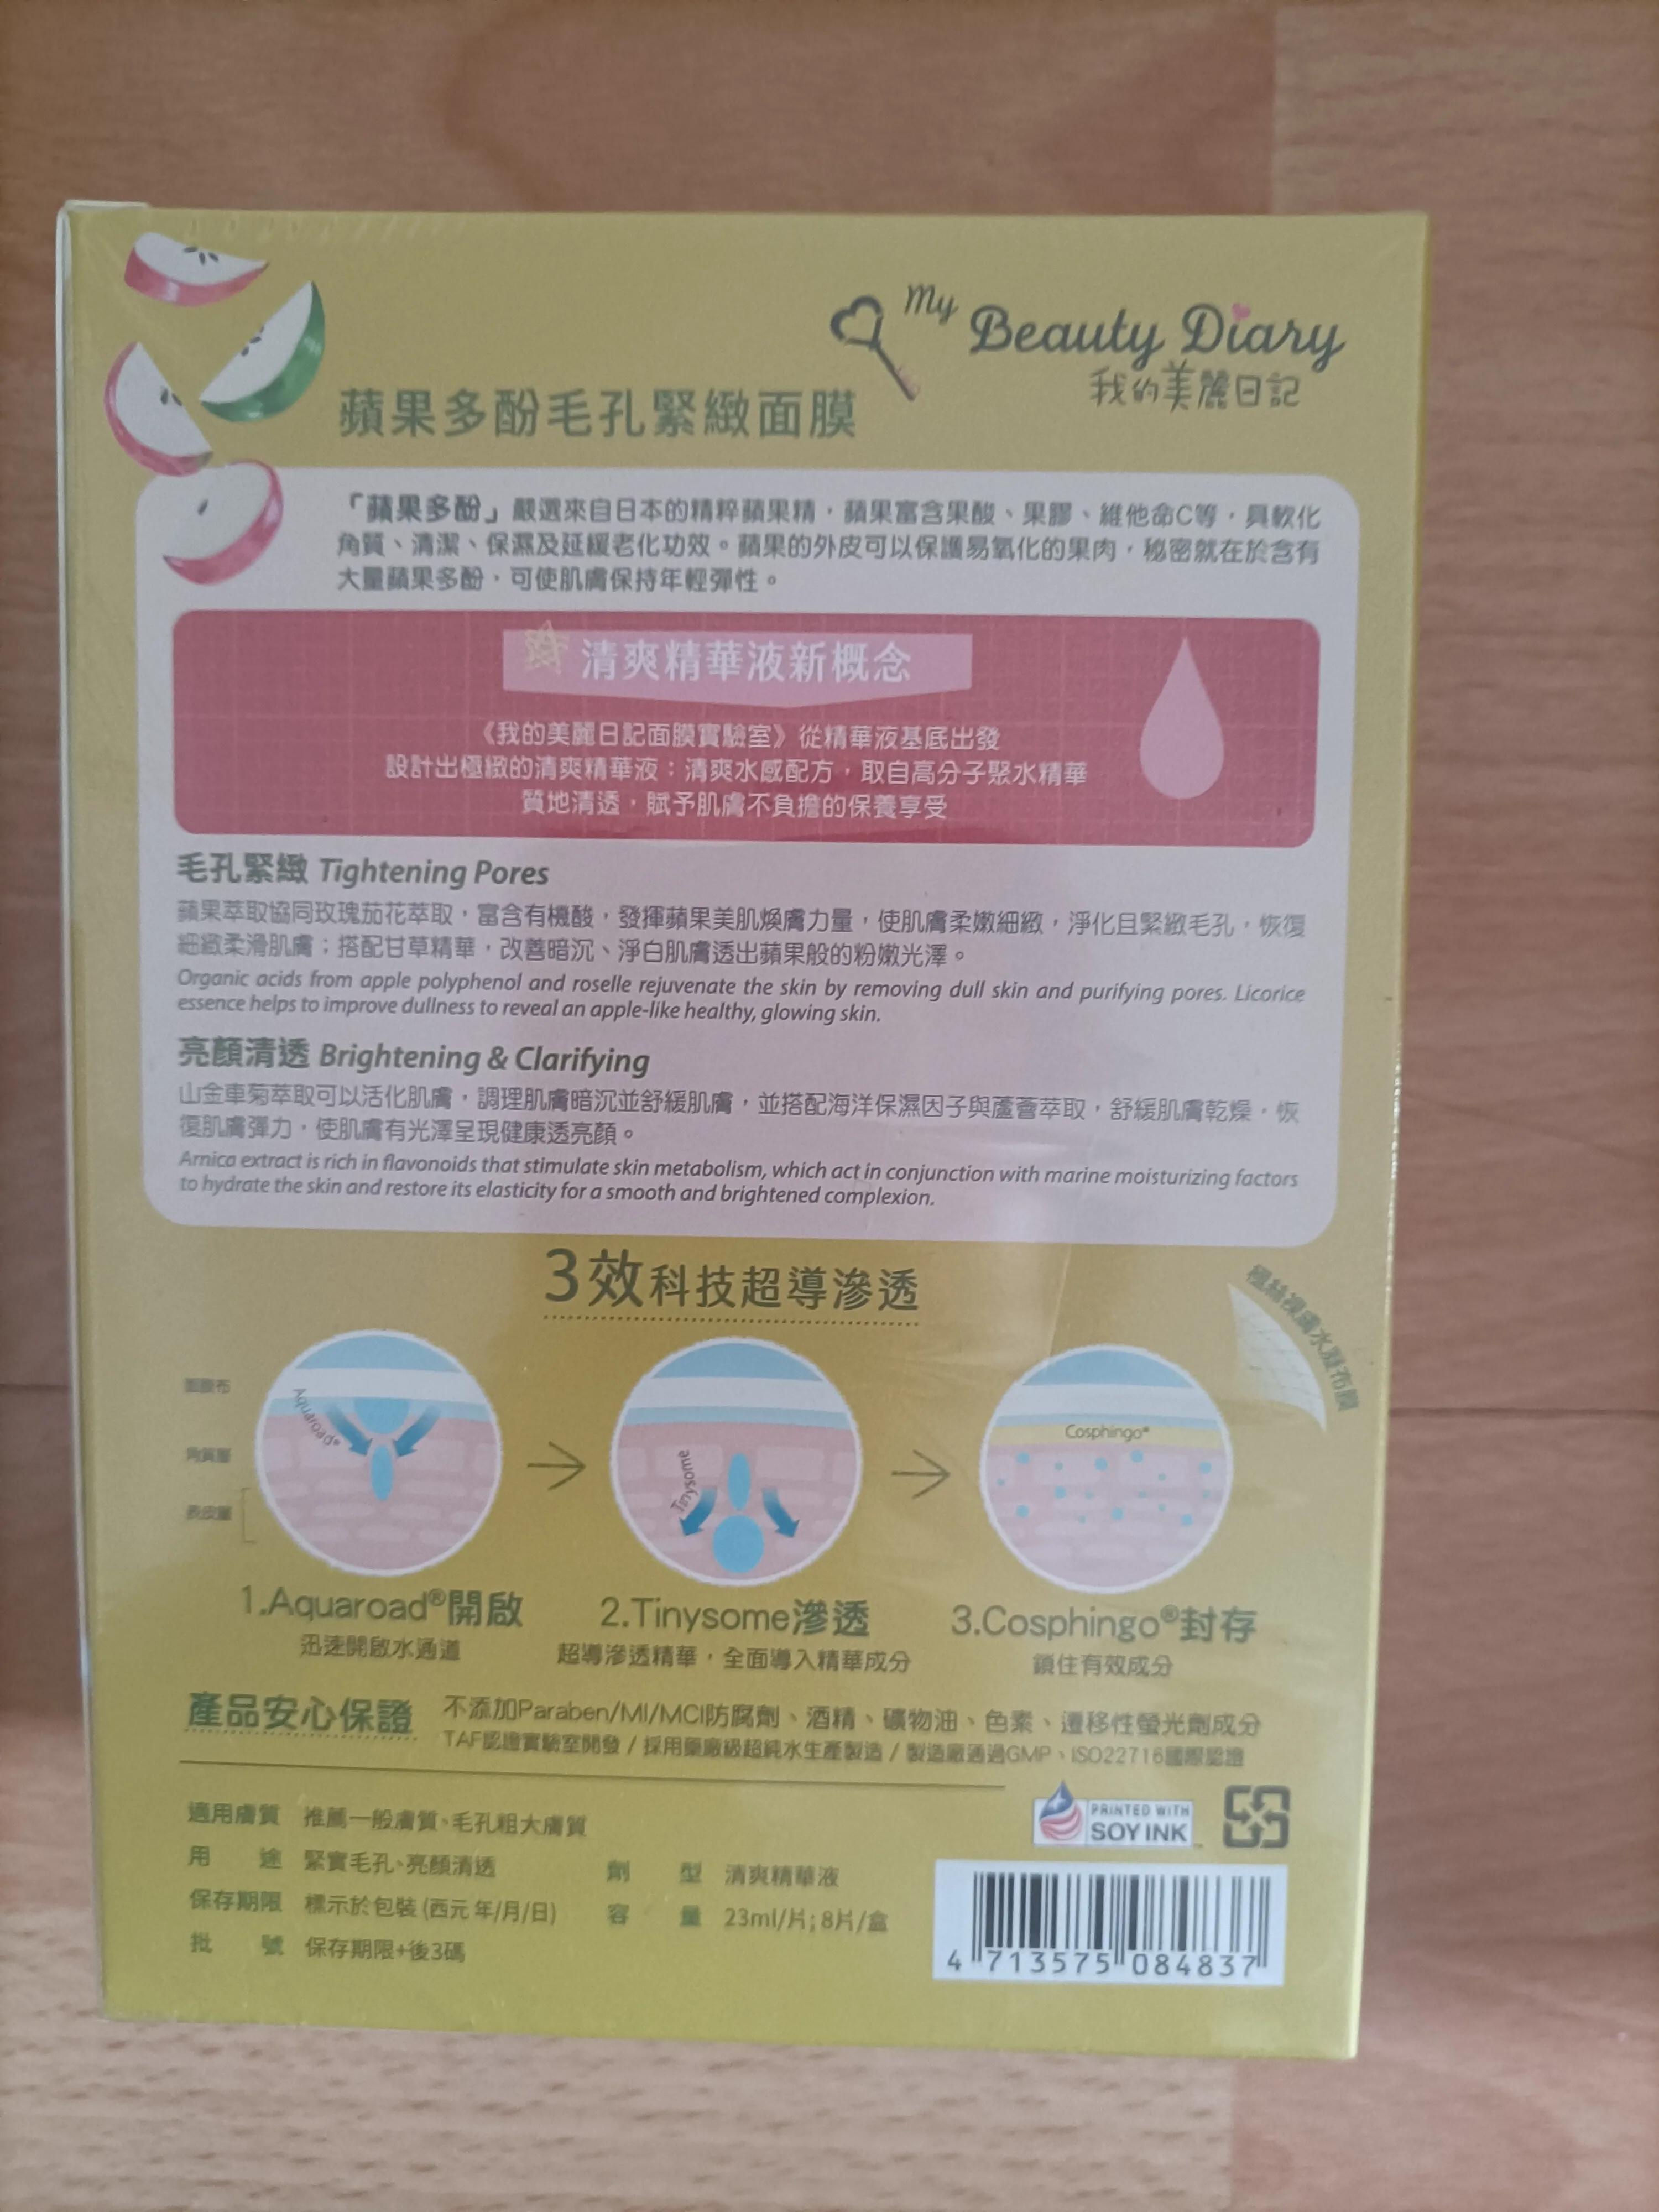 My Beauty Diary
我的美麗日記
蘋果多酚毛孔緊緻面膜
「蘋果多酚」嚴選來自日本的精粹蘋果精，蘋果富含果酸、果膠、維他命C等，具軟化
角質、清潔、保濕及延緩老化功效。蘋果的外皮可以保護易氧化的果肉，秘密就在於含有
大量蘋果多酚，可使肌膚保持年輕彈性。
清爽精華液新概念
《我的美麗日記面膜實驗室》從精華液基底出發
設計出極緻的清爽精華液：清爽水感配方，取自高分子聚水精華
質地清透，賦予肌膚不負擔的保養享受
毛孔緊緻 Tightening Pores
蘋果萃取協同玫瑰茄花萃取，富含有機酸，發揮蘋果美肌煥膚力量，使肌膚柔嫩細緻，淨化且緊緻毛孔，恢復
細緻柔滑肌膚；搭配甘草精華，改善暗沉、淨白肌膚透出蘋果般的粉嫩光澤。
Organic acids from apple polyphenol and roselle rejuvenate the skin by removing dull skin and purifying pores. Licorice
essence helps to improve dullness to reveal an apple-like healthy, glowing skin.
亮顏清透 Brightening & Clarifying
山金車菊萃取可以活化肌膚，調理肌膚暗沉並舒緩肌膚，並搭配海洋保濕因子與蘆薈萃取，舒緩肌膚乾燥，恢
復肌膚彈力，使肌膚有光澤呈現健康透亮顏。
Arnica extract is rich in flavonoids that stimulate skin metabolism, which act in conjunction with marine moisturizing factors
to hydrate the skin and restore its elasticity for a smooth and brightened complexion.
3效科技超導滲透
面膜布
角質層
表皮層
Aquaroad®
Tinysome
Cosphingo®
1.Aquaroad®開啟
迅速開啟水通道
2.Tinysome滲透
超導滲透精華，全面導入精華成分
3.Cosphingo®封存
鎖住有效成分
產品安心保證
不添加Paraben/MI/MCI防腐劑、酒精、礦物油、色素、遷移性螢光劑成分
TAF認證實驗室開發 / 採用藥廠級超純水生產製造 / 製造廠通過GMP、ISO22716國際認證
適用膚質 推薦一般膚質、毛孔粗大膚質
用途 緊實毛孔、亮顏清透
劑型 清爽精華液
保存期限 標示於包裝 (西元 年/月/日)
容量 23ml/片; 8片/盒
批號 保存期限+後3碼
PRINTED WITH
SOY INK
4 713575 084837